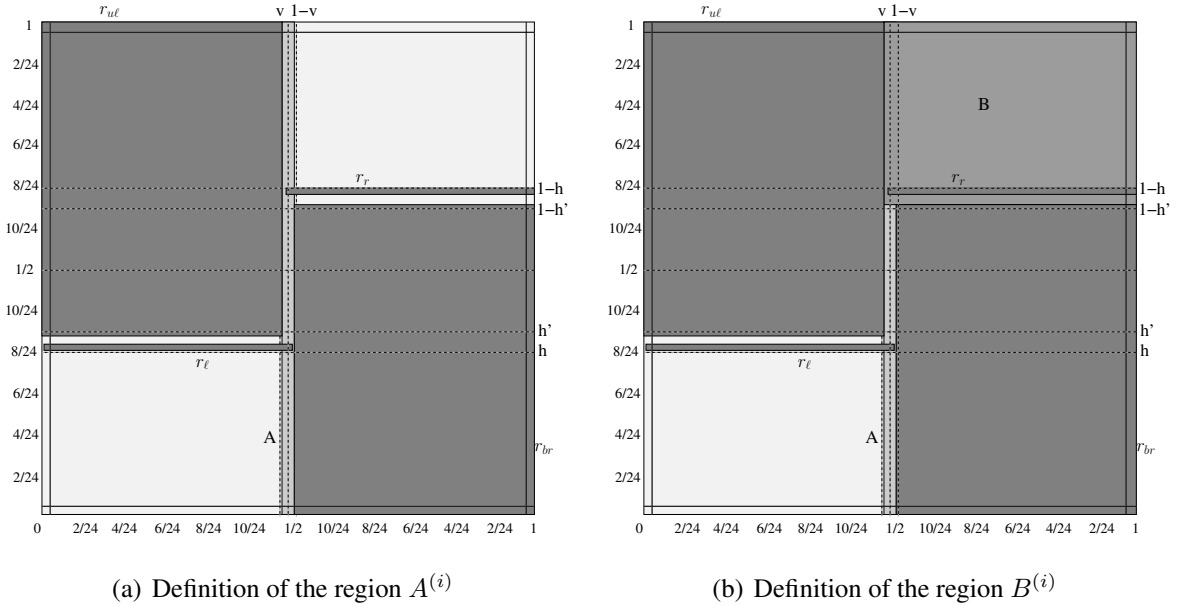 r_{uℓ} v 1−v
1
2/24
4/24
6/24
8/24
10/24
1/2
10/24
8/24
6/24
4/24
2/24
r_r
1−h
1−h'
h'
h
r_ℓ
A
r_{br}
0 2/24 4/24 6/24 8/24 10/24 1/2 10/24 8/24 6/24 4/24 2/24 1
(a) Definition of the region A^{(i)}
r_{uℓ} v 1−v
1
2/24
4/24
6/24
8/24
10/24
1/2
10/24
8/24
6/24
4/24
2/24
B
r_r
1−h
1−h'
h'
h
r_ℓ
A
r_{br}
0 2/24 4/24 6/24 8/24 10/24 1/2 10/24 8/24 6/24 4/24 2/24 1
(b) Definition of the region B^{(i)}